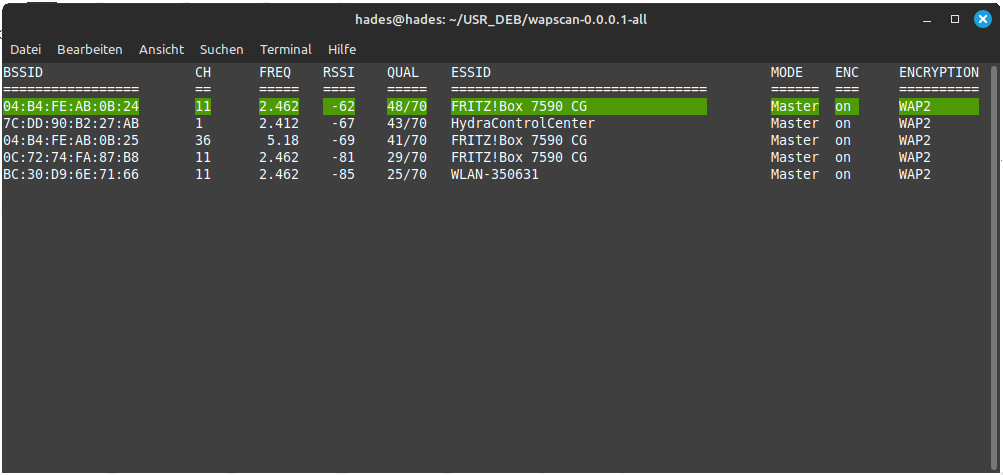 hades@hades: ~/USR_DEB/wapscan-0.0.0.1-all
Datei Bearbeiten Ansicht Suchen Terminal Hilfe
BSSID CH FREQ RSSI QUAL ESSID MODE ENC ENCRYPTION
================= == ===== ==== ===== ================================ ====== === ==========
04:B4:FE:AB:0B:24 11 2.462 -62 48/70 FRITZ!Box 7590 CG Master on WAP2
7C:DD:90:B2:27:AB 1 2.412 -67 43/70 HydraControlCenter Master on WAP2
04:B4:FE:AB:0B:25 36 5.18 -69 41/70 FRITZ!Box 7590 CG Master on WAP2
0C:72:74:FA:87:B8 11 2.462 -81 29/70 FRITZ!Box 7590 CG Master on WAP2
BC:30:D9:6E:71:66 11 2.462 -85 25/70 WLAN-350631 Master on WAP2